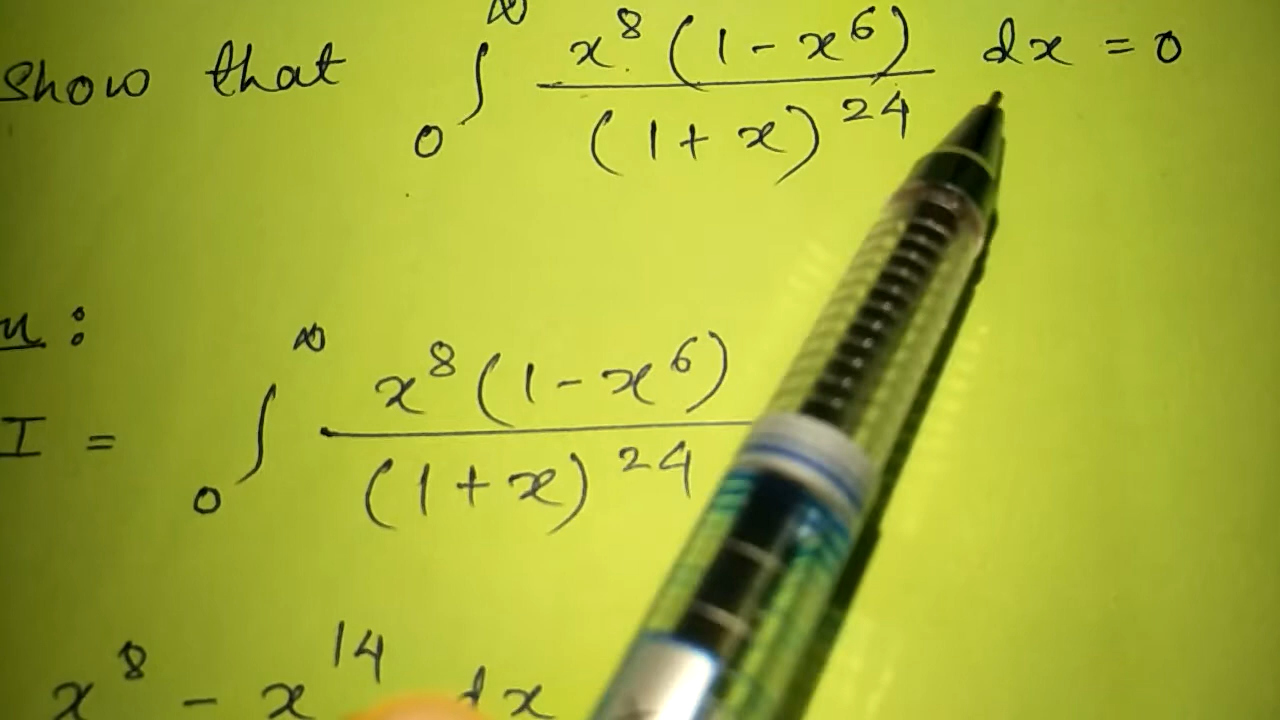 Show that ∫₀^∞ x⁸(1-x⁶)/(1+x)²⁴ dx = 0
:
I = ∫₀^∞ x⁸(1-x⁶)/(1+x)²⁴
x⁸ - x¹⁴ dx